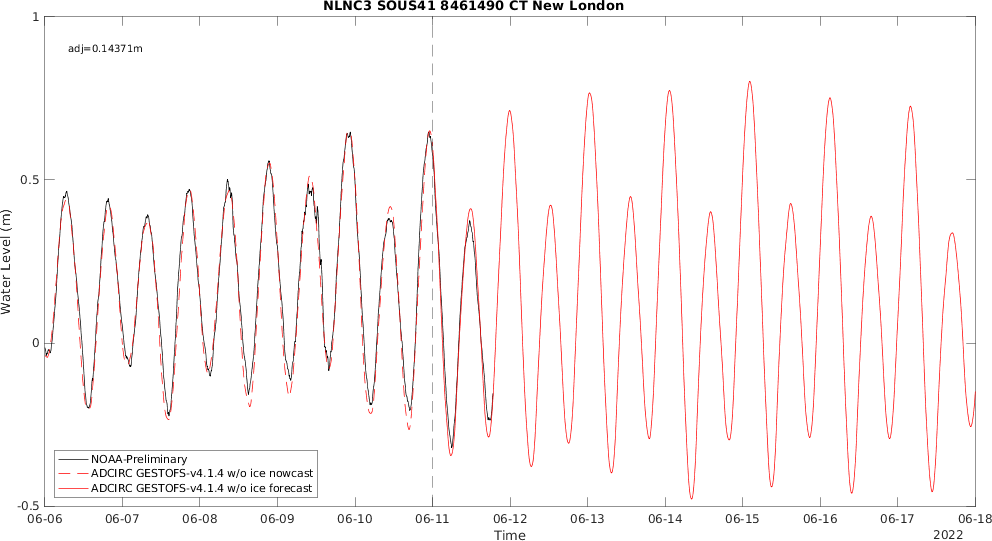 NLNC3 SOUS41 8461490 CT New London
adj=0.14371m
1
0.5
0
-0.5
Water Level (m)
NOAA-Preliminary
ADCIRC GESTOFS-v4.1.4 w/o ice nowcast
ADCIRC GESTOFS-v4.1.4 w/o ice forecast
06-06 06-07 06-08 06-09 06-10 06-11 06-12 06-13 06-14 06-15 06-16 06-17 06-18
Time
2022